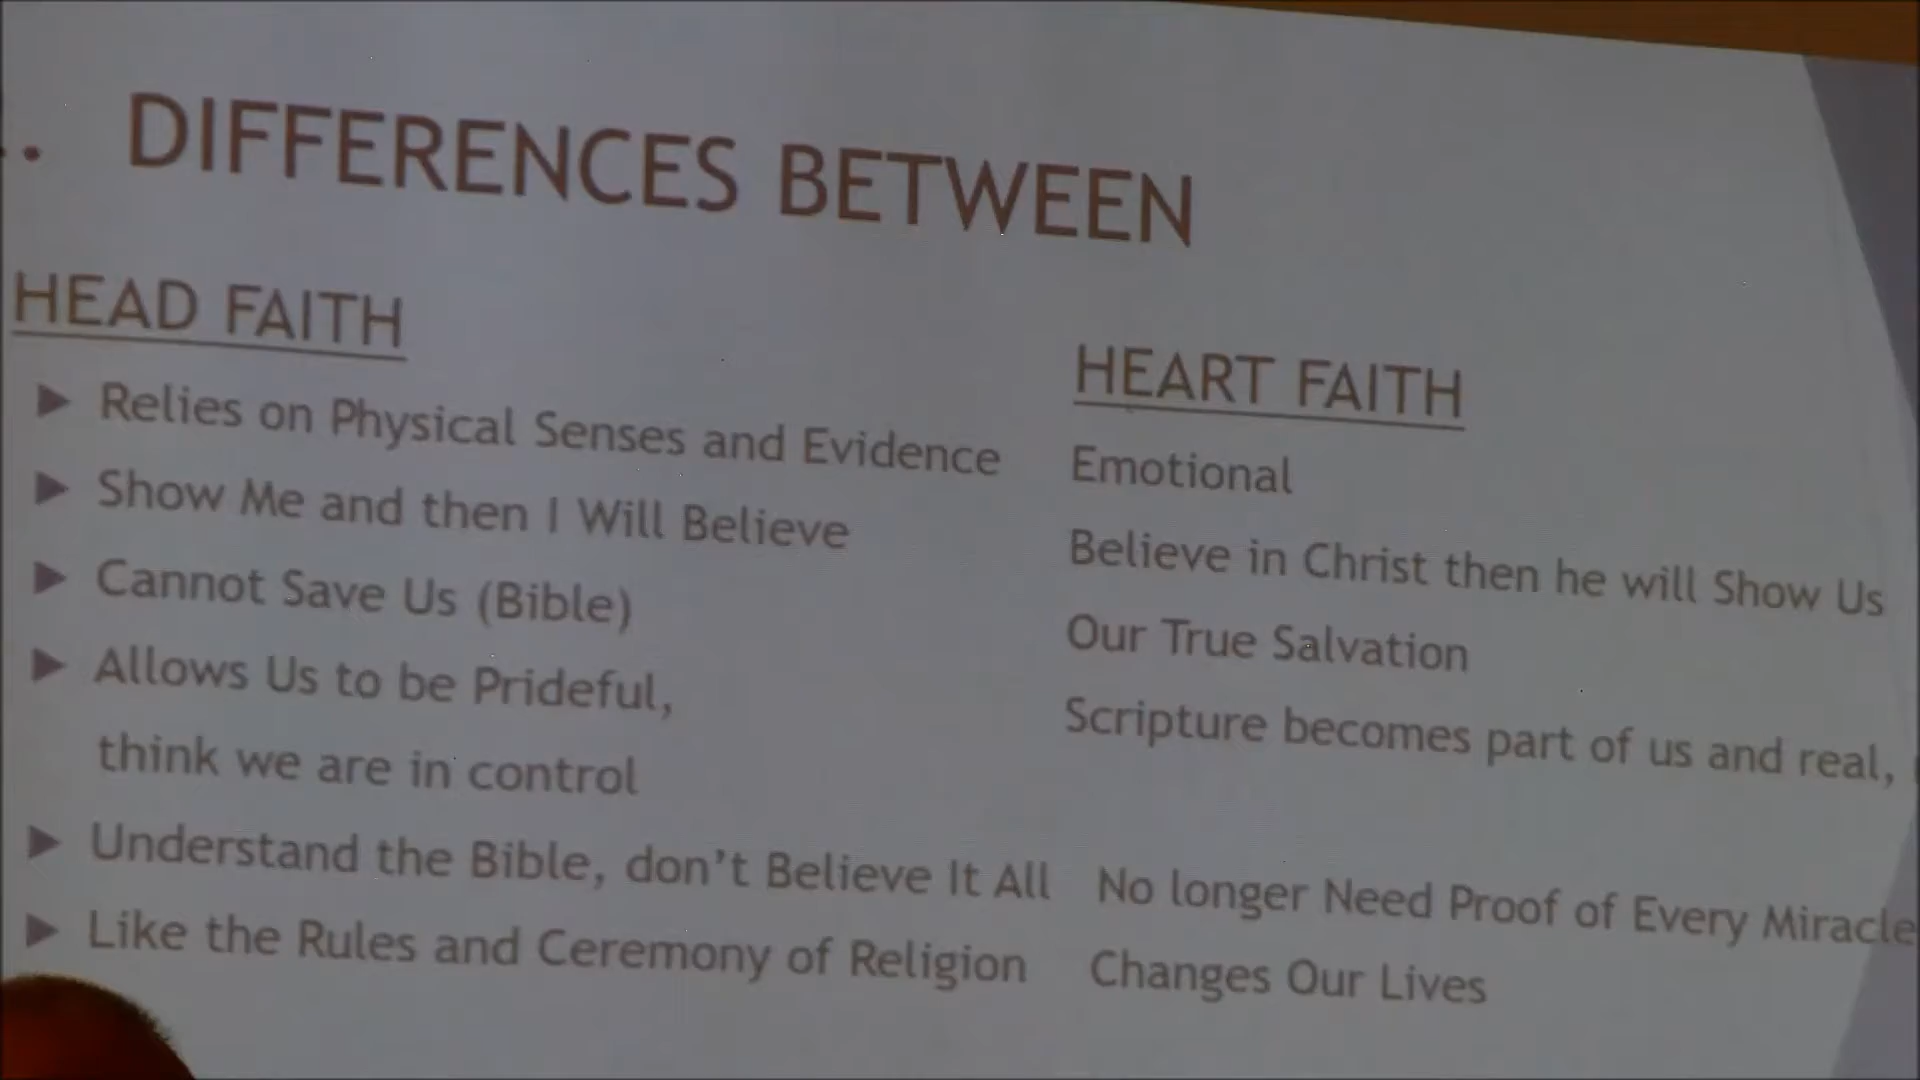 DIFFERENCES BETWEEN
HEAD FAITH
Relies on Physical Senses and Evidence
Show Me and then I Will Believe
Cannot Save Us (Bible)
Allows Us to be Prideful,
think we are in control
Understand the Bible, don't Believe It All
Like the Rules and Ceremony of Religion
HEART FAITH
Emotional
Believe in Christ then he will Show Us
Our True Salvation
Scripture becomes part of us and real,
No longer Need Proof of Every Miracle
Changes Our Lives